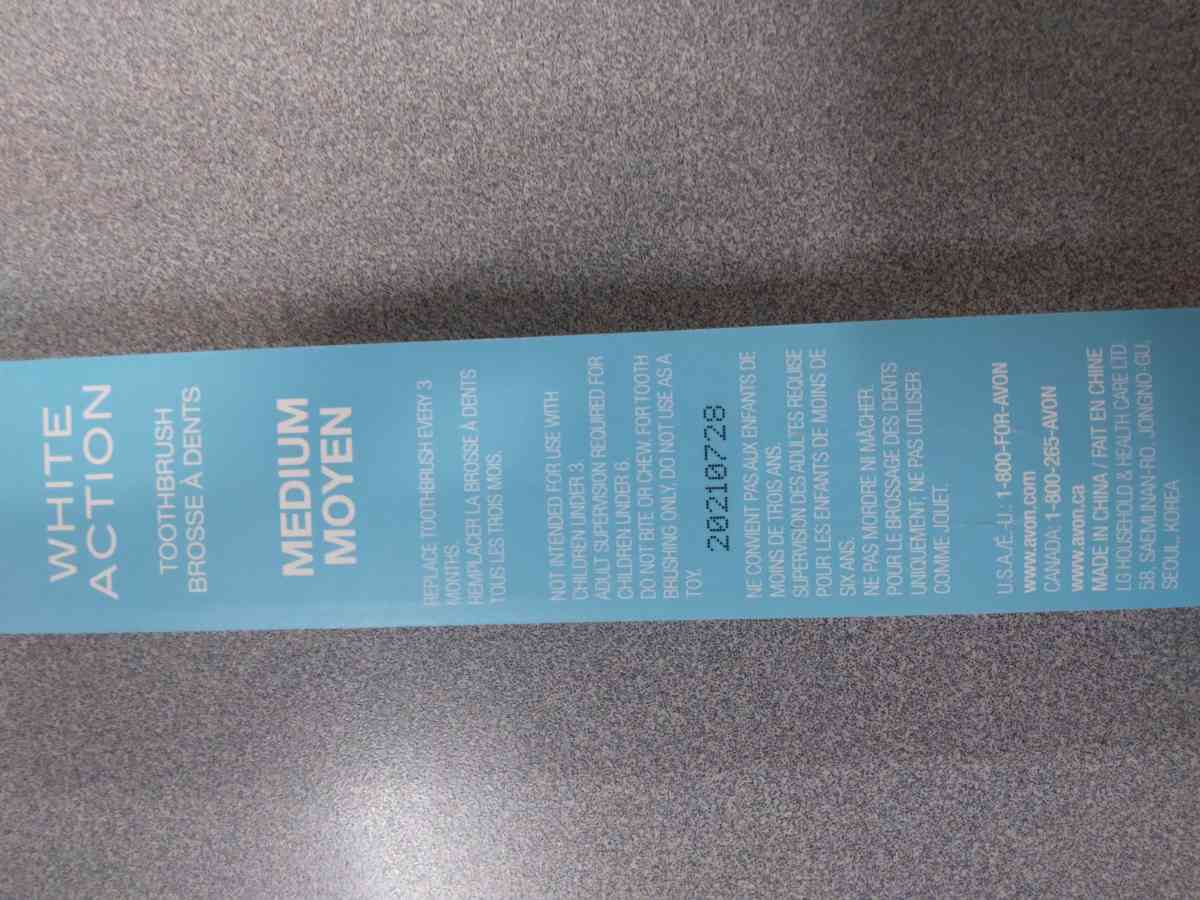 WHITE
ACTION
TOOTHBRUSH
BROSSE À DENTS
MEDIUM
MOYEN
REPLACE TOOTHBRUSH EVERY 3
MONTHS.
REMPLACER LA BROSSE À DENTS
TOUS LES TROIS MOIS.
NOT INTENDED FOR USE WITH
CHILDREN UNDER 3.
ADULT SUPERVISION REQUIRED FOR
CHILDREN UNDER 6.
DO NOT BITE OR CHEW. FOR TOOTH
BRUSHING ONLY, DO NOT USE AS A
TOY.
20210728
NE CONVIENT PAS AUX ENFANTS DE
MOINS DE TROIS ANS.
SUPERVISION DES ADULTES REQUISE
POUR LES ENFANTS DE MOINS DE
SIX ANS.
NE PAS MORDRE NI MÂCHER.
POUR LE BROSSAGE DES DENTS
UNIQUEMENT NE PAS UTILISER
COMME JOUET.
U.S.A./É.-U.: 1-800-FOR-AVON
www.avon.com
CANADA: 1-800-265-AVON
www.avon.ca
MADE IN CHINA / FAIT EN CHINE
LG HOUSEHOLD & HEALTH CARE LTD.
58, SAEMUNAN-RO, JONGNO-GU,
SEOUL, KOREA